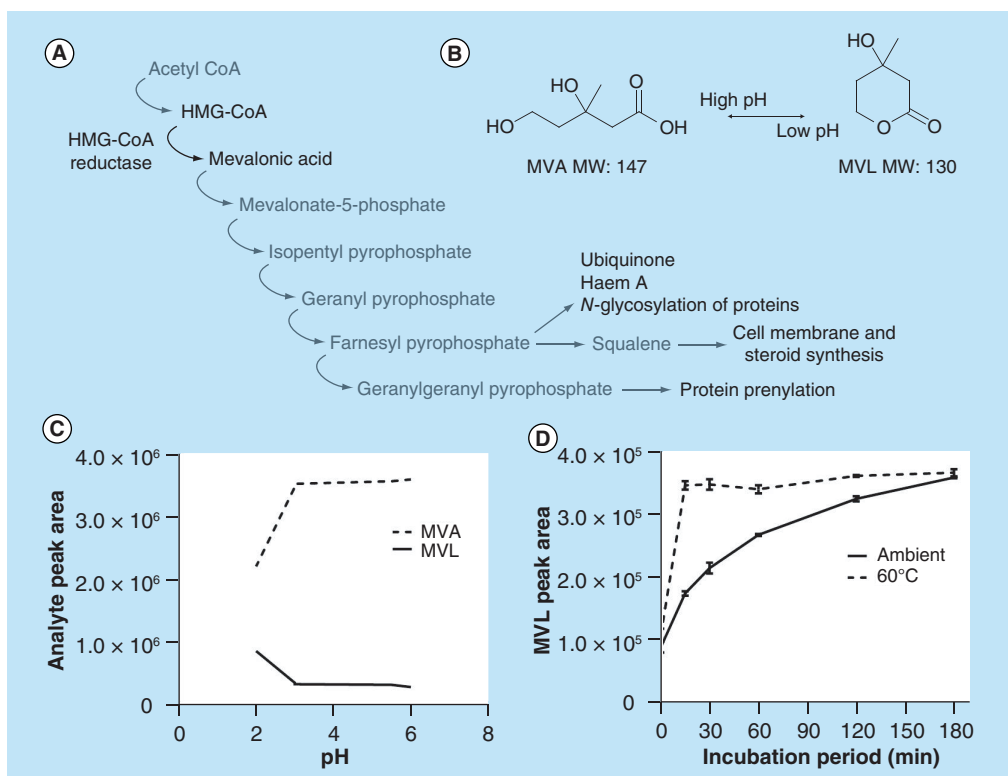 A
Acetyl CoA
HMG-CoA
HMG-CoA
reductase
Mevalonic acid
Mevalonate-5-phosphate
Isopentyl pyrophosphate
Geranyl pyrophosphate
Farnesyl pyrophosphate
Geranylgeranyl pyrophosphate
Ubiquinone
Haem A
N-glycosylation of proteins
Squalene
Cell membrane and
steroid synthesis
Protein prenylation
B
HO
HO
O
OH
MVA MW: 147
High pH
Low pH
HO
O
O
MVL MW: 130
C
Analyte peak area
4.0 × 10⁶
3.0 × 10⁶
2.0 × 10⁶
1.0 × 10⁶
0
0 2 4 6 8
pH
MVA
MVL
D
MVL peak area
4.0 × 10⁵
3.0 × 10⁵
2.0 × 10⁵
1.0 × 10⁵
0
0 30 60 90 120 150 180
Incubation period (min)
Ambient
60°C